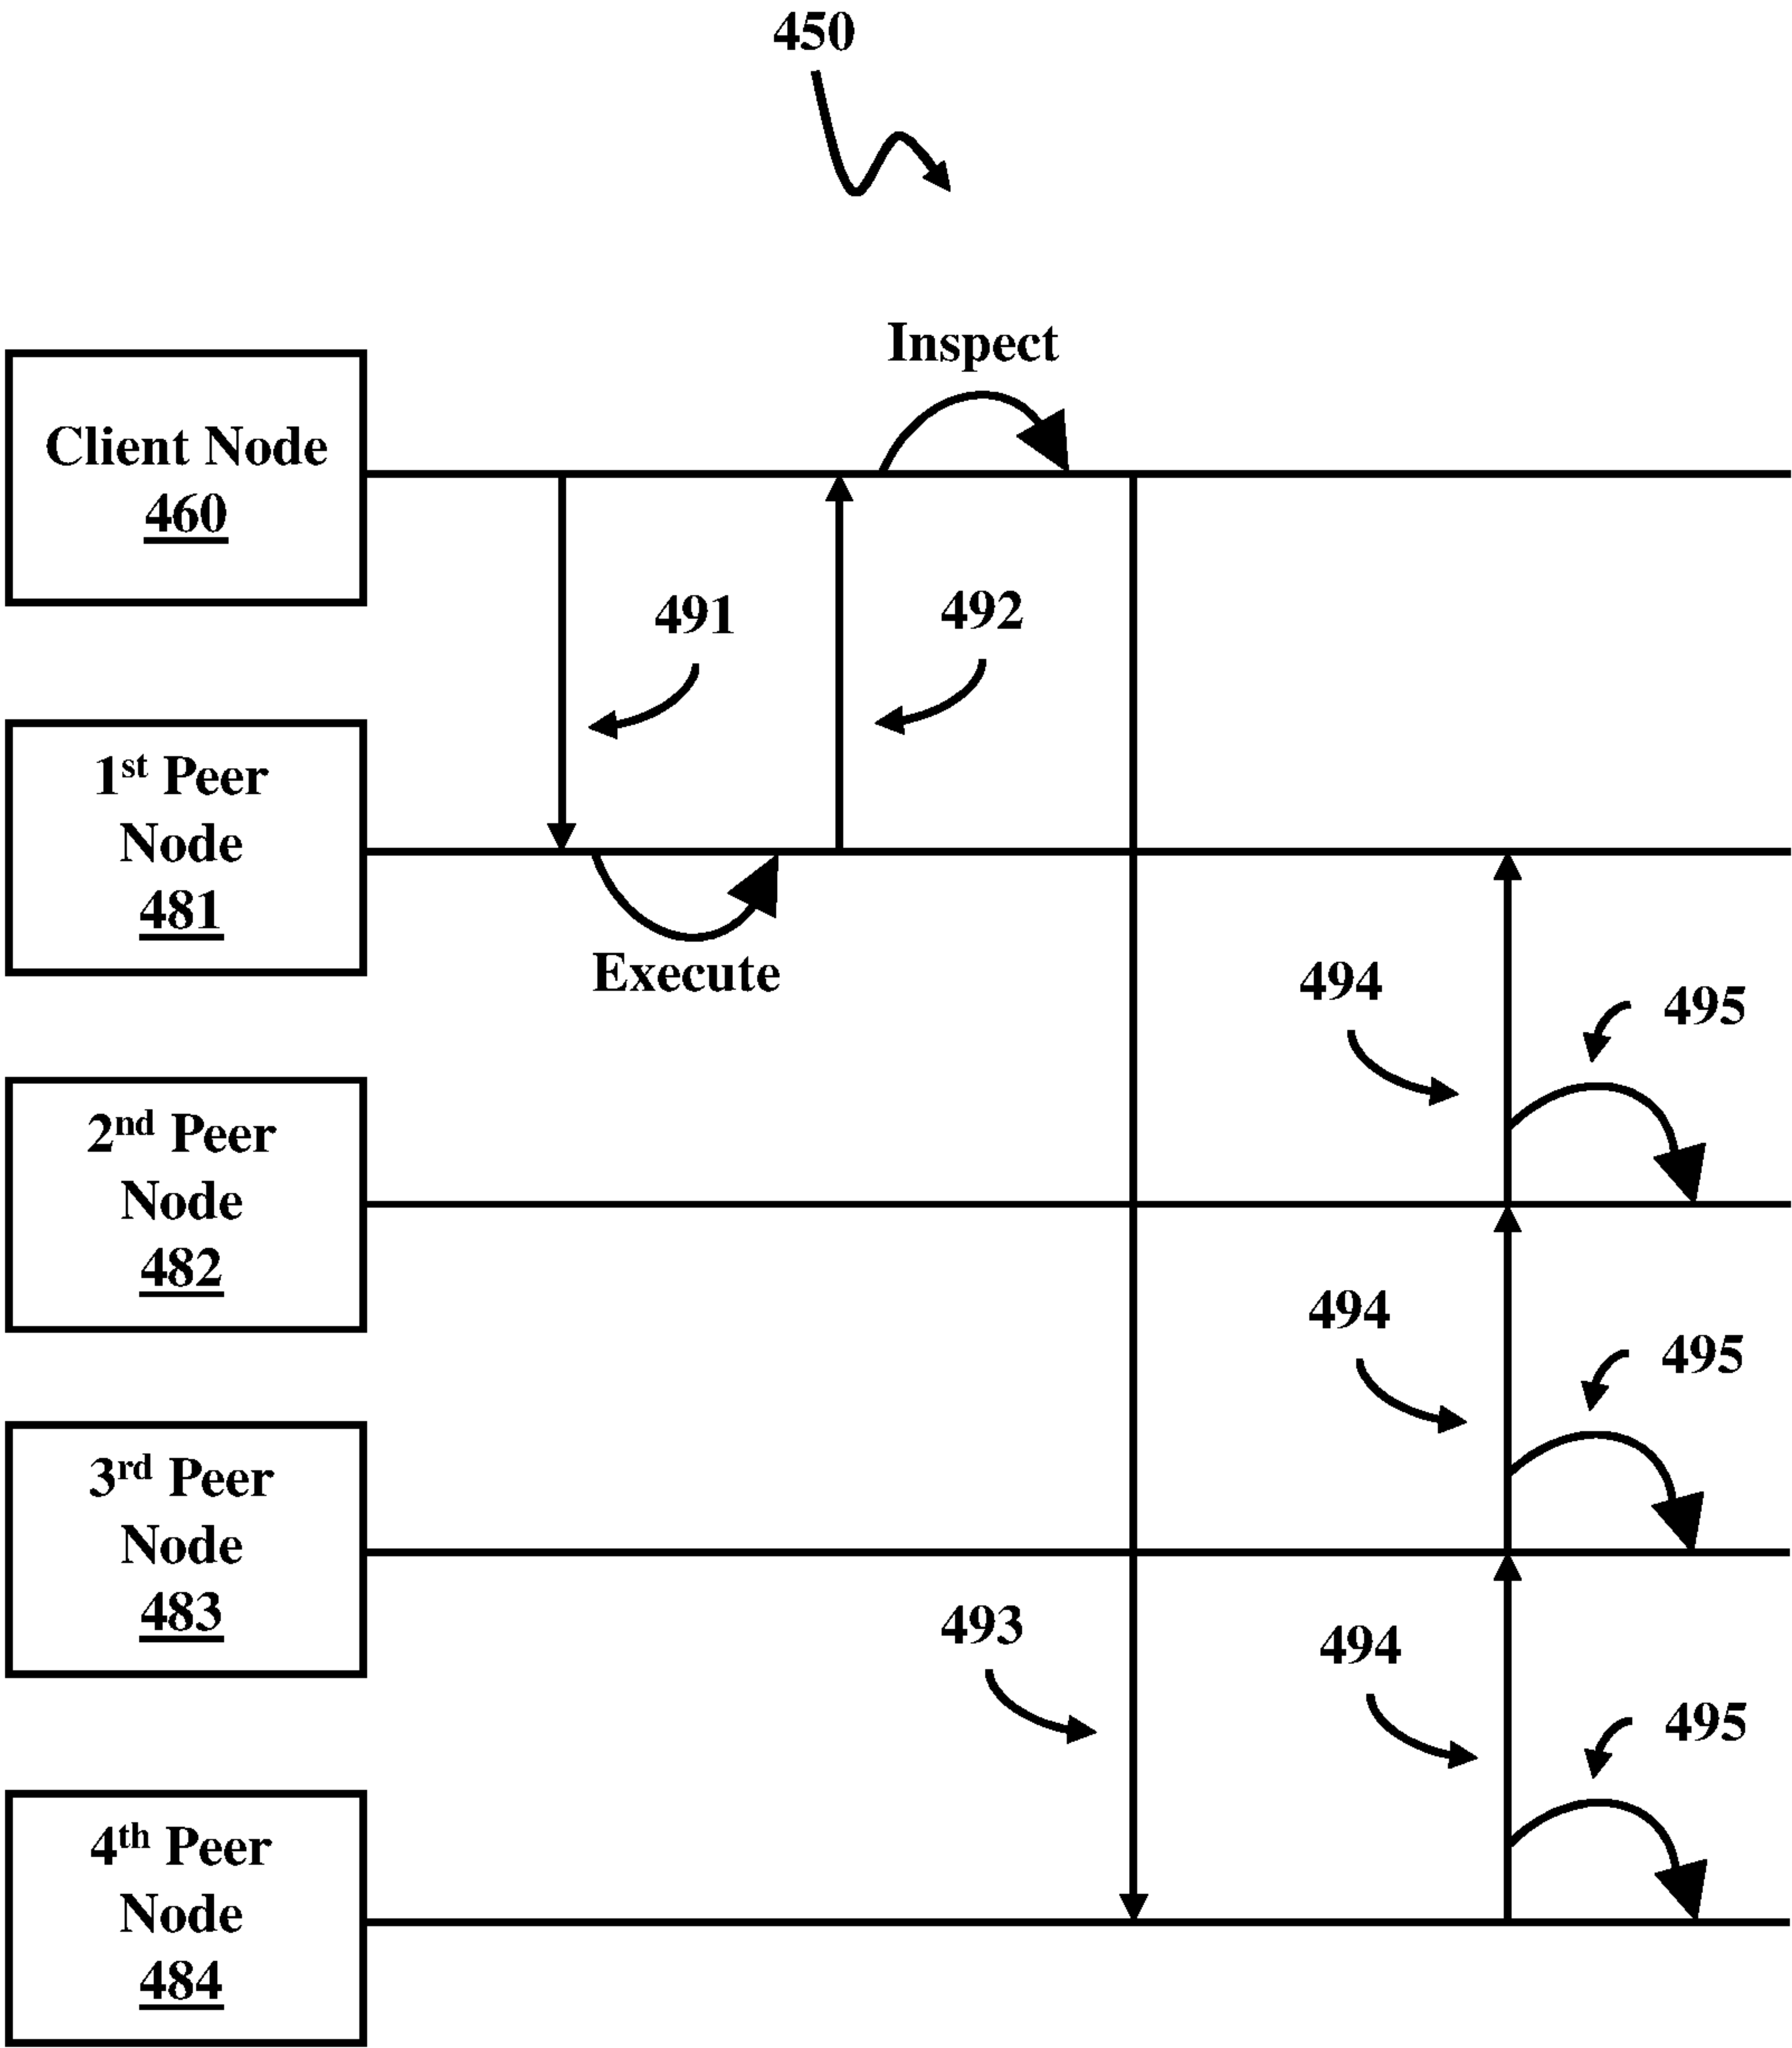 450
Inspect
Client Node
460
491
492
1st Peer
Node
481
Execute
494
495
2nd Peer
Node
482
494
495
3rd Peer
Node
483
493
494
495
4th Peer
Node
484